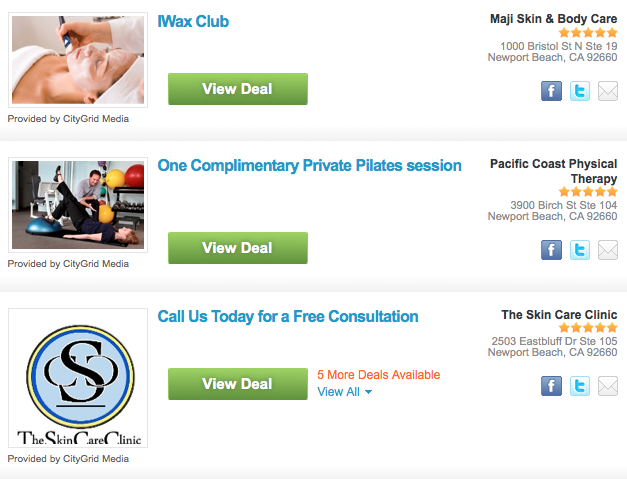 IWax Club
Maji Skin & Body Care
1000 Bristol St N Ste 19
Newport Beach, CA 92660
View Deal
Provided by CityGrid Media
One Complimentary Private Pilates session
Pacific Coast Physical
Therapy
3900 Birch St Ste 104
Newport Beach, CA 92660
View Deal
Provided by CityGrid Media
Call Us Today for a Free Consultation
The Skin Care Clinic
2503 Eastbluff Dr Ste 105
Newport Beach, CA 92660
View Deal
5 More Deals Available
View All
SCS
The Skin Care Clinic
Provided by CityGrid Media